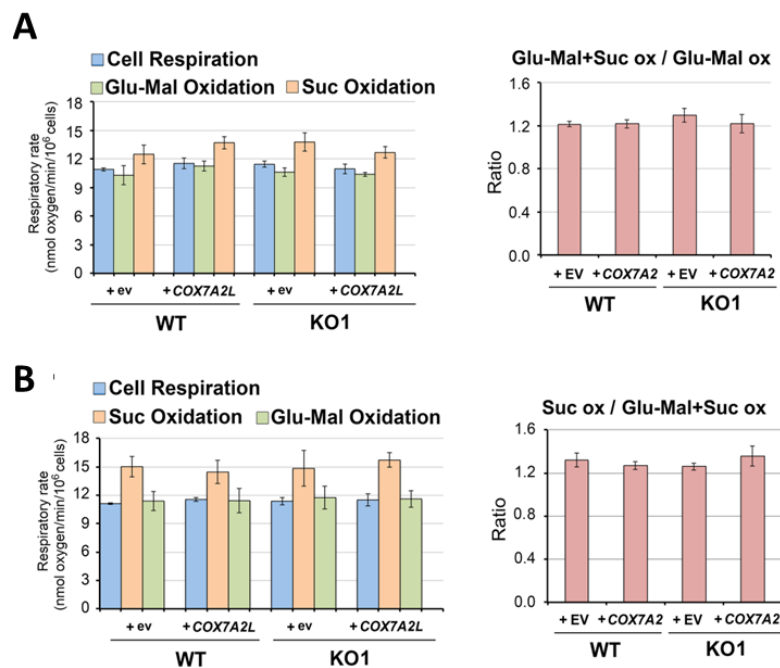 A
Cell Respiration
Glu-Mal Oxidation Suc Oxidation
Respiratory rate
(nmol oxygen/min/10⁶ cells)
18
15
12
9
6
3
0
+ ev + COX7A2L + ev + COX7A2L
WT KO1
Glu-Mal+Suc ox / Glu-Mal ox
Ratio
1.6
1.2
0.8
0.4
0.0
+ EV + COX7A2 + EV + COX7A2
WT KO1
B
Cell Respiration
Suc Oxidation Glu-Mal Oxidation
Respiratory rate
(nmol oxygen/min/10⁶ cells)
18
15
12
9
6
3
0
+ ev + COX7A2L + ev + COX7A2L
WT KO1
Suc ox / Glu-Mal+Suc ox
Ratio
1.6
1.2
0.8
0.4
0.0
+ EV + COX7A2 + EV + COX7A2
WT KO1